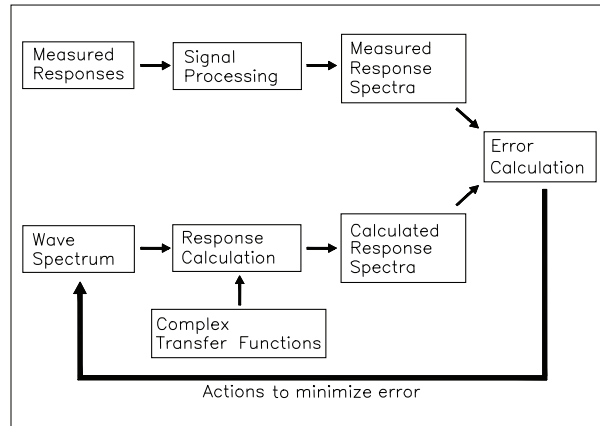 Measured
Responses
Signal
Processing
Measured
Response
Spectra
Error
Calculation
Wave
Spectrum
Response
Calculation
Calculated
Response
Spectra
Complex
Transfer Functions
Actions to minimize error